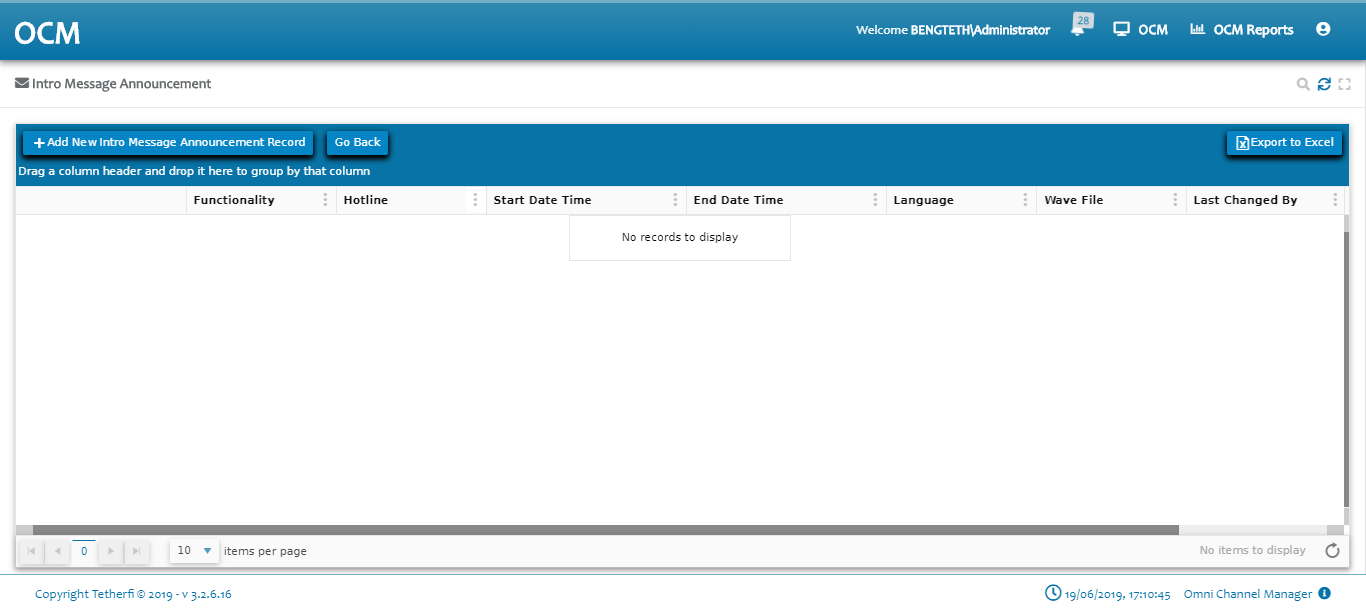 OCM
Welcome BENGTETH\Administrator
28
OCM
OCM Reports
Intro Message Announcement
Add New Intro Message Announcement Record
Go Back
Export to Excel
Drag a column header and drop it here to group by that column
Functionality Hotline Start Date Time End Date Time Language Wave File Last Changed By
No records to display
0
10
items per page
No items to display
Copyright Tetherfi © 2019 - v 3.2.6.16
19/06/2019, 17:10:45
Omni Channel Manager